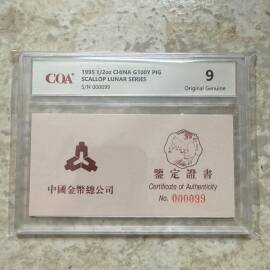 COA
1995 1/2oz CHINA G100Y PIG
SCALLOP LUNAR SERIES
S/N 000099
9
Original Genuine
鑒定證書
Certificate of Authenticity
No. 000099
中國金幣總公司